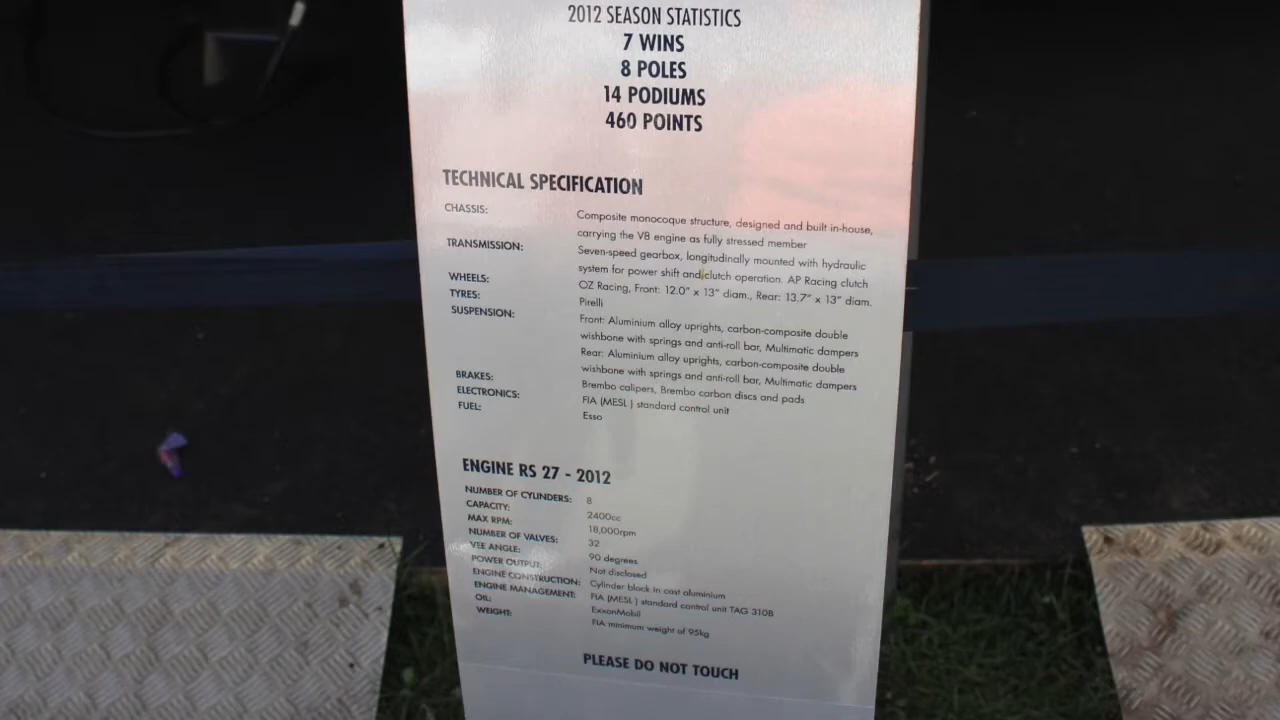 2012 SEASON STATISTICS
7 WINS
8 POLES
14 PODIUMS
460 POINTS
TECHNICAL SPECIFICATION
CHASSIS: Composite monocoque structure, designed and built in-house,
carrying the V8 engine as fully stressed member
TRANSMISSION: Seven-speed gearbox, longitudinally mounted with hydraulic
system for power shift and clutch operation. AP Racing clutch
WHEELS: OZ Racing, Front: 12.0" x 13" diam., Rear: 13.7" x 13" diam.
TYRES: Pirelli
SUSPENSION: Front: Aluminium alloy uprights, carbon-composite double
wishbone with springs and anti-roll bar, Multimatic dampers
Rear: Aluminium alloy uprights, carbon-composite double
wishbone with springs and anti-roll bar, Multimatic dampers
BRAKES: Brembo calipers, Brembo carbon discs and pads
ELECTRONICS: FIA (MESL ) standard control unit
FUEL: Esso
ENGINE RS 27 - 2012
NUMBER OF CYLINDERS: 8
CAPACITY: 2400cc
MAX RPM: 18,000rpm
NUMBER OF VALVES: 32
VEE ANGLE: 90 degrees
POWER OUTPUT: Not disclosed
ENGINE CONSTRUCTION: Cylinder block in cast aluminium
ENGINE MANAGEMENT: FIA (MESL ) standard control unit TAG 310B
OIL: ExxonMobil
WEIGHT: FIA minimum weight of 95kg
PLEASE DO NOT TOUCH